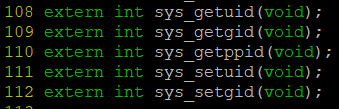 108 extern int sys_getuid(void);
109 extern int sys_getgid(void);
110 extern int sys_getppid(void);
111 extern int sys_setuid(void);
112 extern int sys_setgid(void);